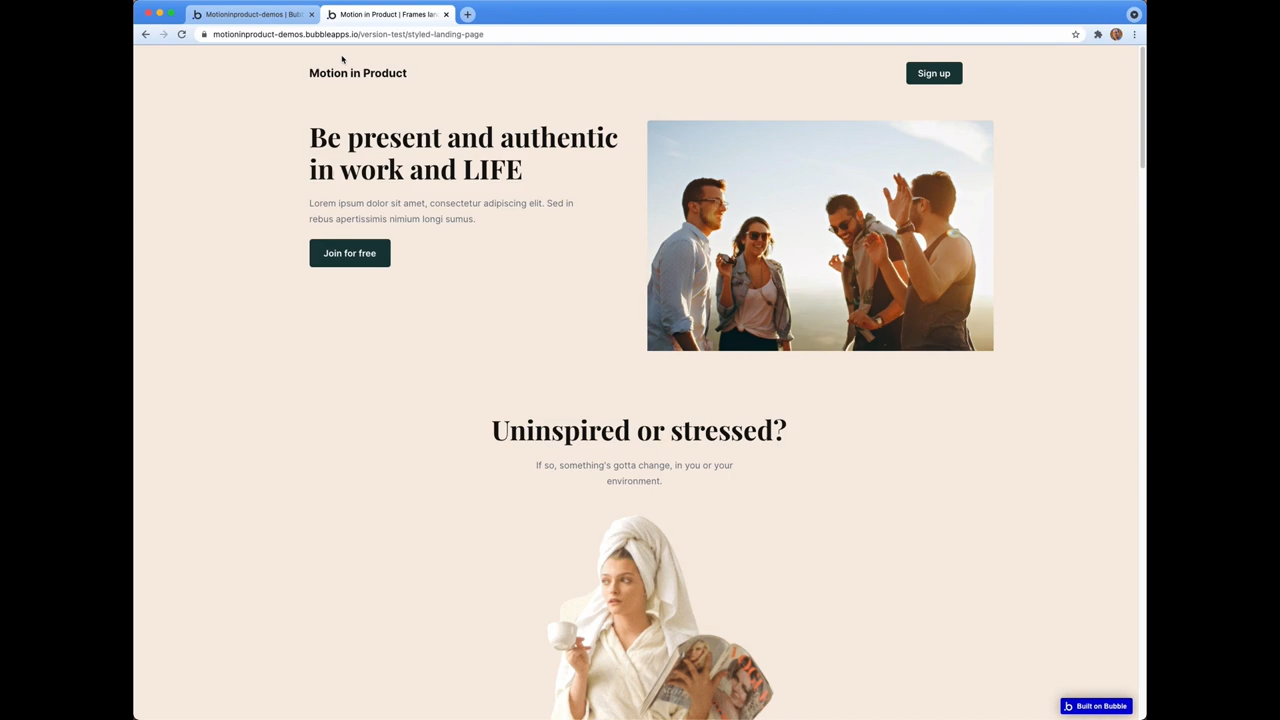 Motioninproduct-demos | Bub
Motion in Product | Frames lan
motioninproduct-demos.bubbleapps.io/version-test/styled-landing-page
Motion in Product
Sign up
Be present and authentic
in work and LIFE
Lorem ipsum dolor sit amet, consectetur adipiscing elit. Sed in
rebus apertissimis nimium longi sumus.
Join for free
Uninspired or stressed?
If so, something's gotta change, in you or your
environment.
VOGUE
Built on Bubble